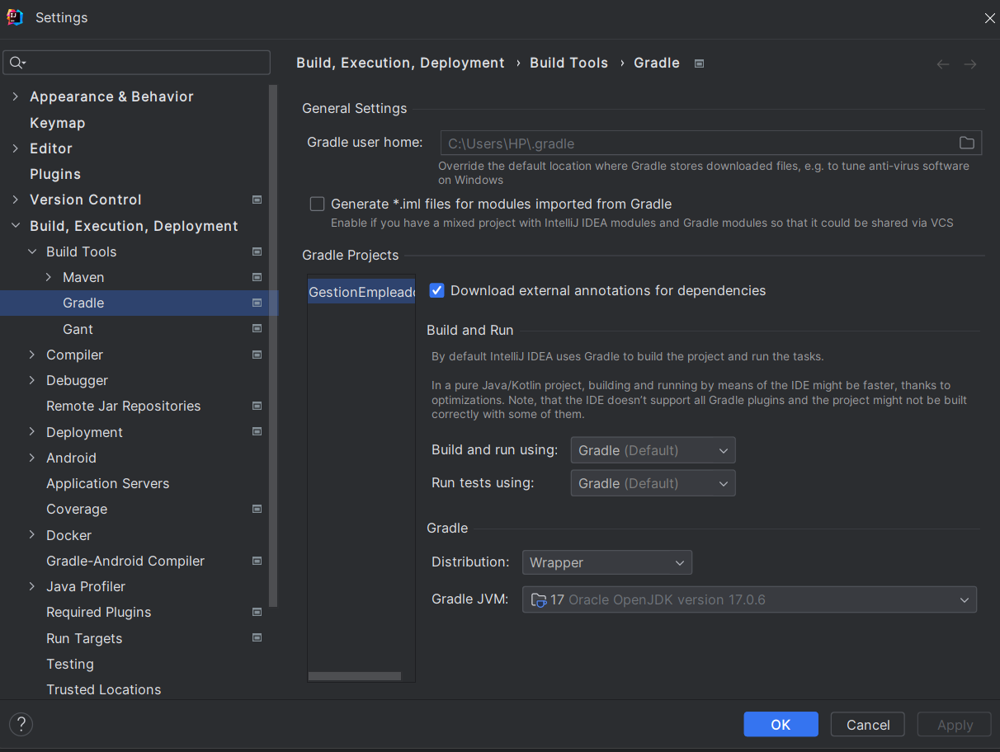 Settings
Appearance & Behavior
Keymap
Editor
Plugins
Version Control
Build, Execution, Deployment
Build Tools
Maven
Gradle
Gant
Compiler
Debugger
Remote Jar Repositories
Deployment
Android
Application Servers
Coverage
Docker
Gradle-Android Compiler
Java Profiler
Required Plugins
Run Targets
Testing
Trusted Locations
Build, Execution, Deployment › Build Tools › Gradle
General Settings
Gradle user home: C:\Users\HP\.gradle
Override the default location where Gradle stores downloaded files, e.g. to tune anti-virus software
on Windows
Generate *.iml files for modules imported from Gradle
Enable if you have a mixed project with IntelliJ IDEA modules and Gradle modules so that it could be shared via VCS
Gradle Projects
GestionEmplead
Download external annotations for dependencies
Build and Run
By default IntelliJ IDEA uses Gradle to build the project and run the tasks.
In a pure Java/Kotlin project, building and running by means of the IDE might be faster, thanks to
optimizations. Note, that the IDE doesn't support all Gradle plugins and the project might not be built
correctly with some of them.
Build and run using: Gradle (Default)
Run tests using: Gradle (Default)
Gradle
Distribution: Wrapper
Gradle JVM: 17 Oracle OpenJDK version 17.0.6
?
OK
Cancel
Apply